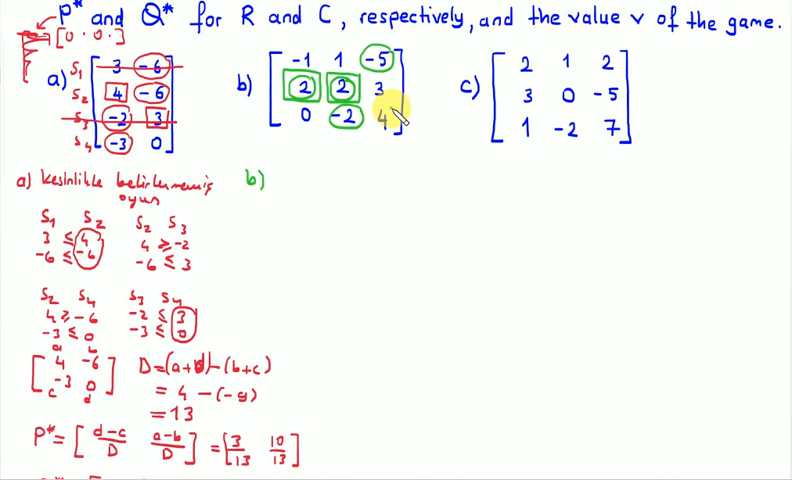 P* and Q* for R and C, respectively, and the value v of the game.
[0 · 0 ·]
a) S₁ 3 -6
S₂ 4 -6
S₃ -2 3
S₄ -3 0
b) -1 1 -5
2 2 3
0 -2 4
c) 2 1 2
3 0 -5
1 -2 7
a) kesinlikle belirlenmemiş
oyun
S₁ S₂
3 ≤ 4
-6 ≤ -6
S₂ S₃
4 ≥ -2
-6 ≤ 3
S₂ S₄
4 ≥ -6
-3 ≤ 0
S₃ S₄
-2 ≤ 3
-3 ≤ 0
a b
4 -6
-3 0
c d
D=(a+d)-(b+c)
= 4 -(-9)
= 13
P* = [ d-c/D a-b/D ] = [3/13 10/13]
b)